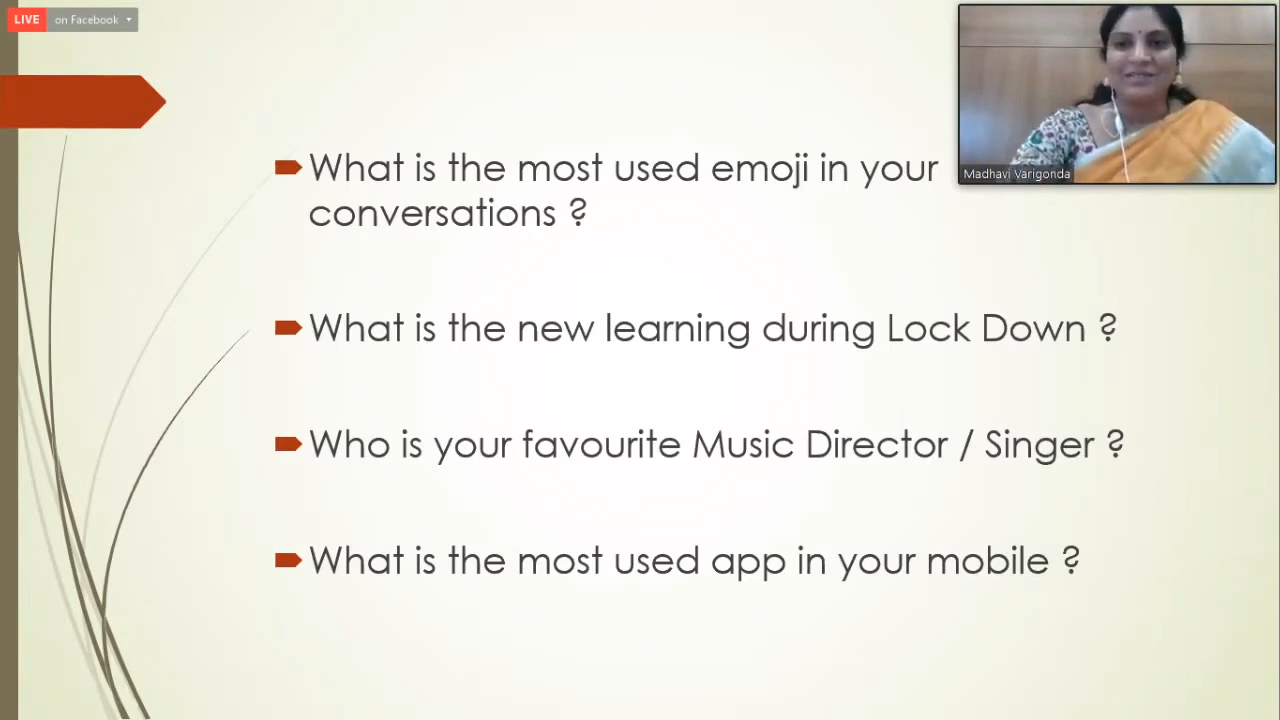 LIVE on Facebook
What is the most used emoji in your
conversations ?
What is the new learning during Lock Down ?
Who is your favourite Music Director / Singer ?
What is the most used app in your mobile ?
Madhavi Varigonda